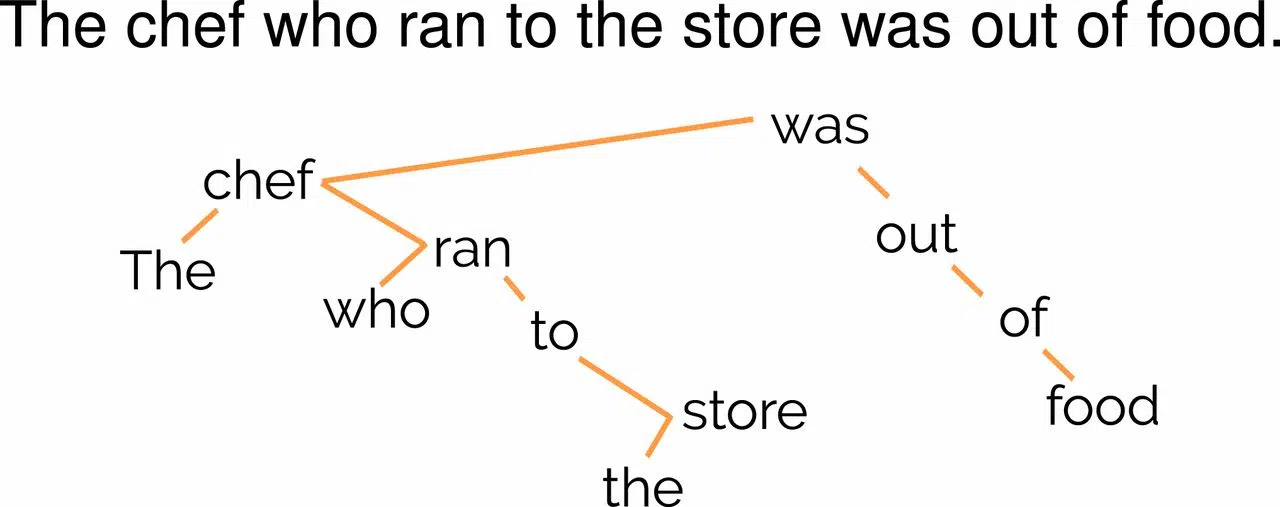 The chef who ran to the store was out of food.
was
chef
out
ran
The
who
of
to
food
store
the